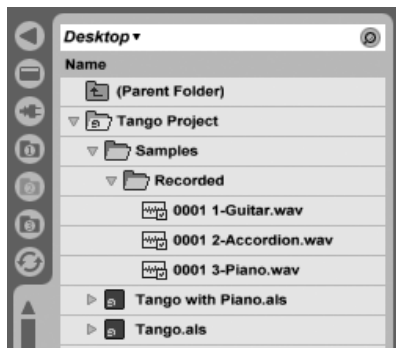 Desktop
Name
(Parent Folder)
Tango Project
Samples
Recorded
0001 1-Guitar.wav
0001 2-Accordion.wav
0001 3-Piano.wav
Tango with Piano.als
Tango.als